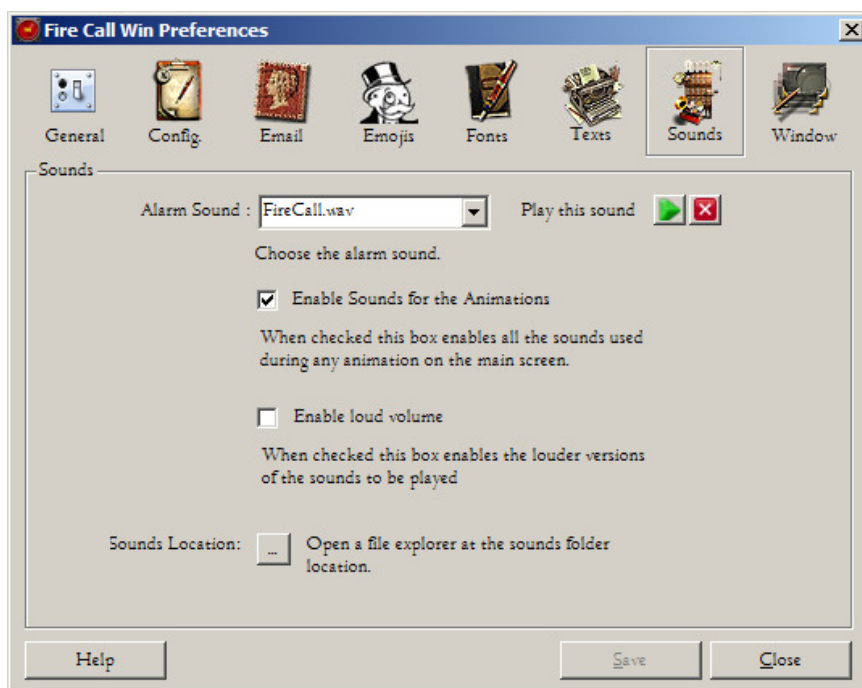 Fire Call Win Preferences
General Config. Email Emojis Fonts Texts Sounds Window
Sounds
Alarm Sound : FireCall.wav Play this sound
Choose the alarm sound.
Enable Sounds for the Animations
When checked this box enables all the sounds used
during any animation on the main screen.
Enable loud volume
When checked this box enables the louder versions
of the sounds to be played
Sounds Location: ... Open a file explorer at the sounds folder
location.
Help Save Close